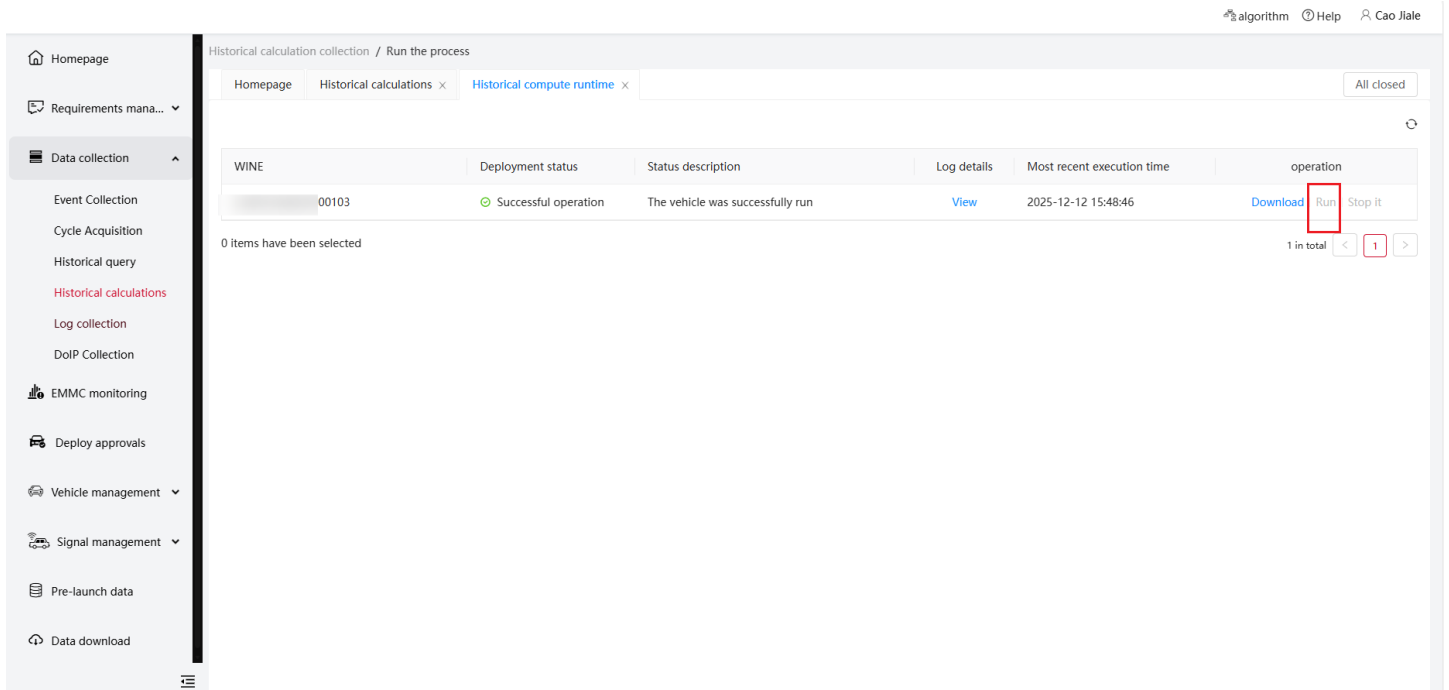 algorithm Help Cao Jiale
Homepage
Requirements mana...
Data collection
Event Collection
Cycle Acquisition
Historical query
Historical calculations
Log collection
DoIP Collection
EMMC monitoring
Deploy approvals
Vehicle management
Signal management
Pre-launch data
Data download
Historical calculation collection / Run the process
Homepage Historical calculations × Historical compute runtime × All closed
WINE Deployment status Status description Log details Most recent execution time operation
00103 Successful operation The vehicle was successfully run View 2025-12-12 15:48:46 Download Run Stop it
0 items have been selected 1 in total < 1 >